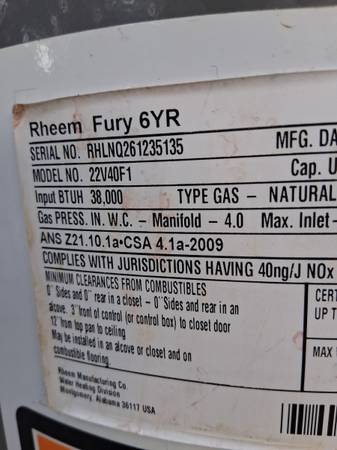 Rheem Fury 6YR
SERIAL NO. RHLNQ261235135 MFG. DA
MODEL NO. 22V40F1 Cap. U
Input BTUH 38,000 TYPE GAS - NATURAL
Gas PRESS. IN. W.C. - Manifold - 4.0 Max. Inlet-
ANS Z21.10.1a•CSA 4.1a-2009
COMPLIES WITH JURISDICTIONS HAVING 40ng/J NOx
MINIMUM CLEARANCES FROM COMBUSTIBLES
0" Sides and 0" rear in a closet - 0" Sides and rear in an
alcove. 3" front of control (or control box) to closet door
12" from top pan to ceiling
May be installed in an alcove or closet and on
combustible flooring
CERT
UP T
MAX
Rheem Manufacturing Co.
Water Heating Division
Montgomery, Alabama 36117 USA